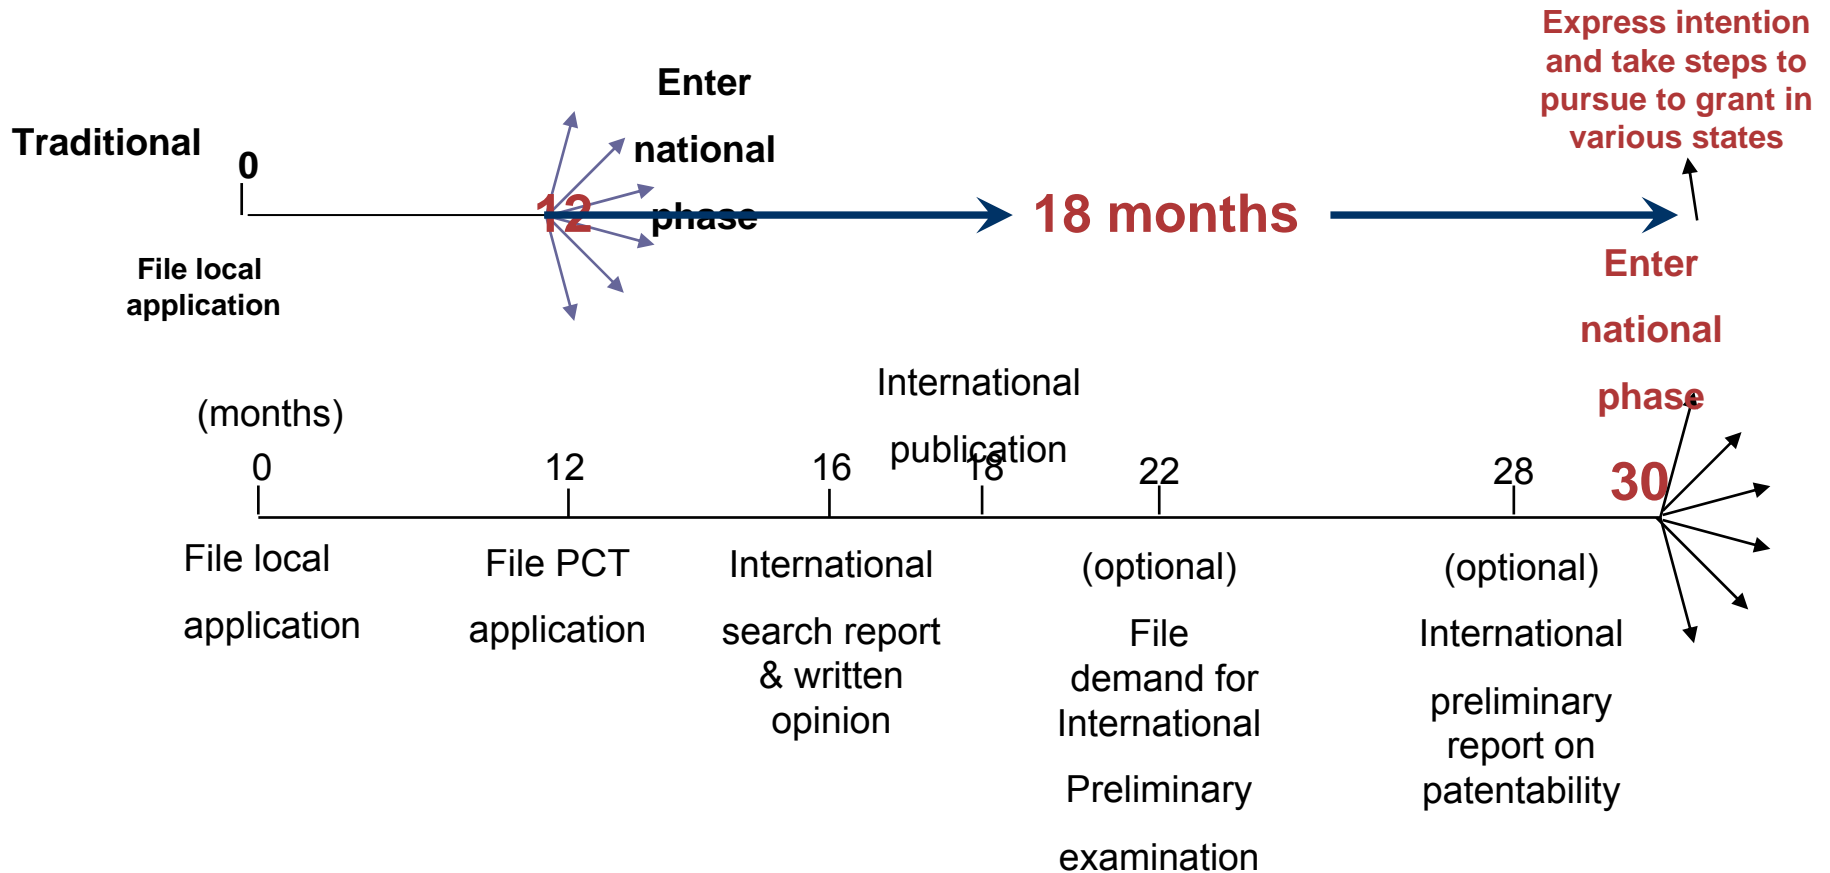 Express intention
and take steps to
pursue to grant in
various states
Traditional
0
Enter
national
phase
12
18 months
File local
application
Enter
national
phase
(months)
International
publication
0
12
16
18
22
28
30
File local
application
File PCT
application
International
search report
& written
opinion
(optional)
File
demand for
International
Preliminary
examination
(optional)
International
preliminary
report on
patentability